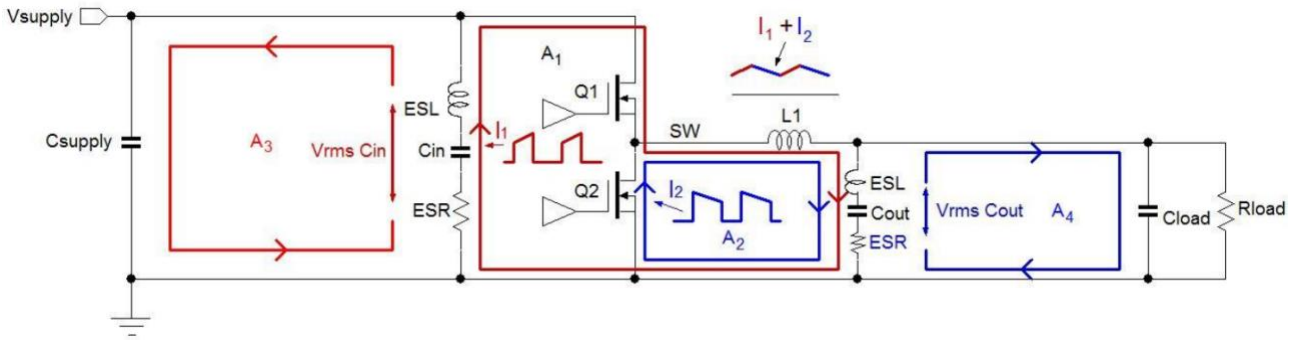 Vsupply
Csupply
A3
Vrms Cin
ESL
Cin
ESR
A1
I1
Q1
Q2
SW
I1 + I2
L1
I2
A2
ESL
Cout
ESR
Vrms Cout
A4
Cload
Rload